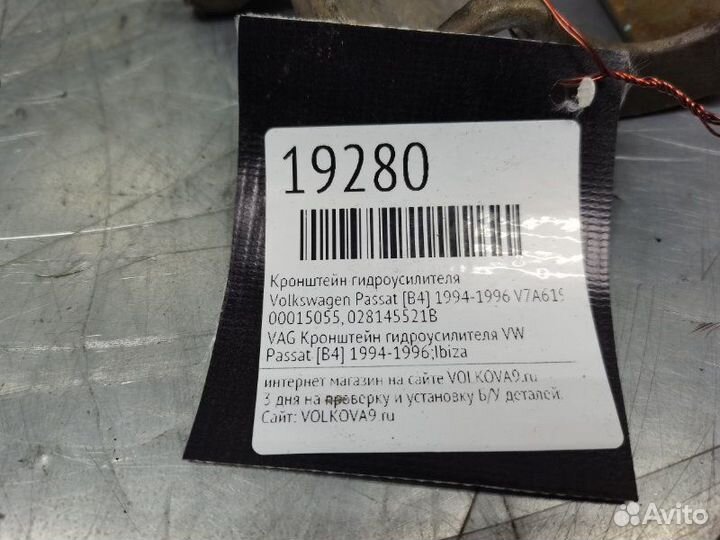 19280
Кронштейн гидроусилителя
Volkswagen Passat [B4] 1994-1996 V7A619
00015055, 028145521B
VAG Кронштейн гидроусилителя VW
Passat [B4] 1994-1996;Ibiza
интернет магазин на сайте VOLKOVA9.ru
3 дня на проверку и установку Б/У деталей.
Сайт: VOLKOVA9.ru
Avito